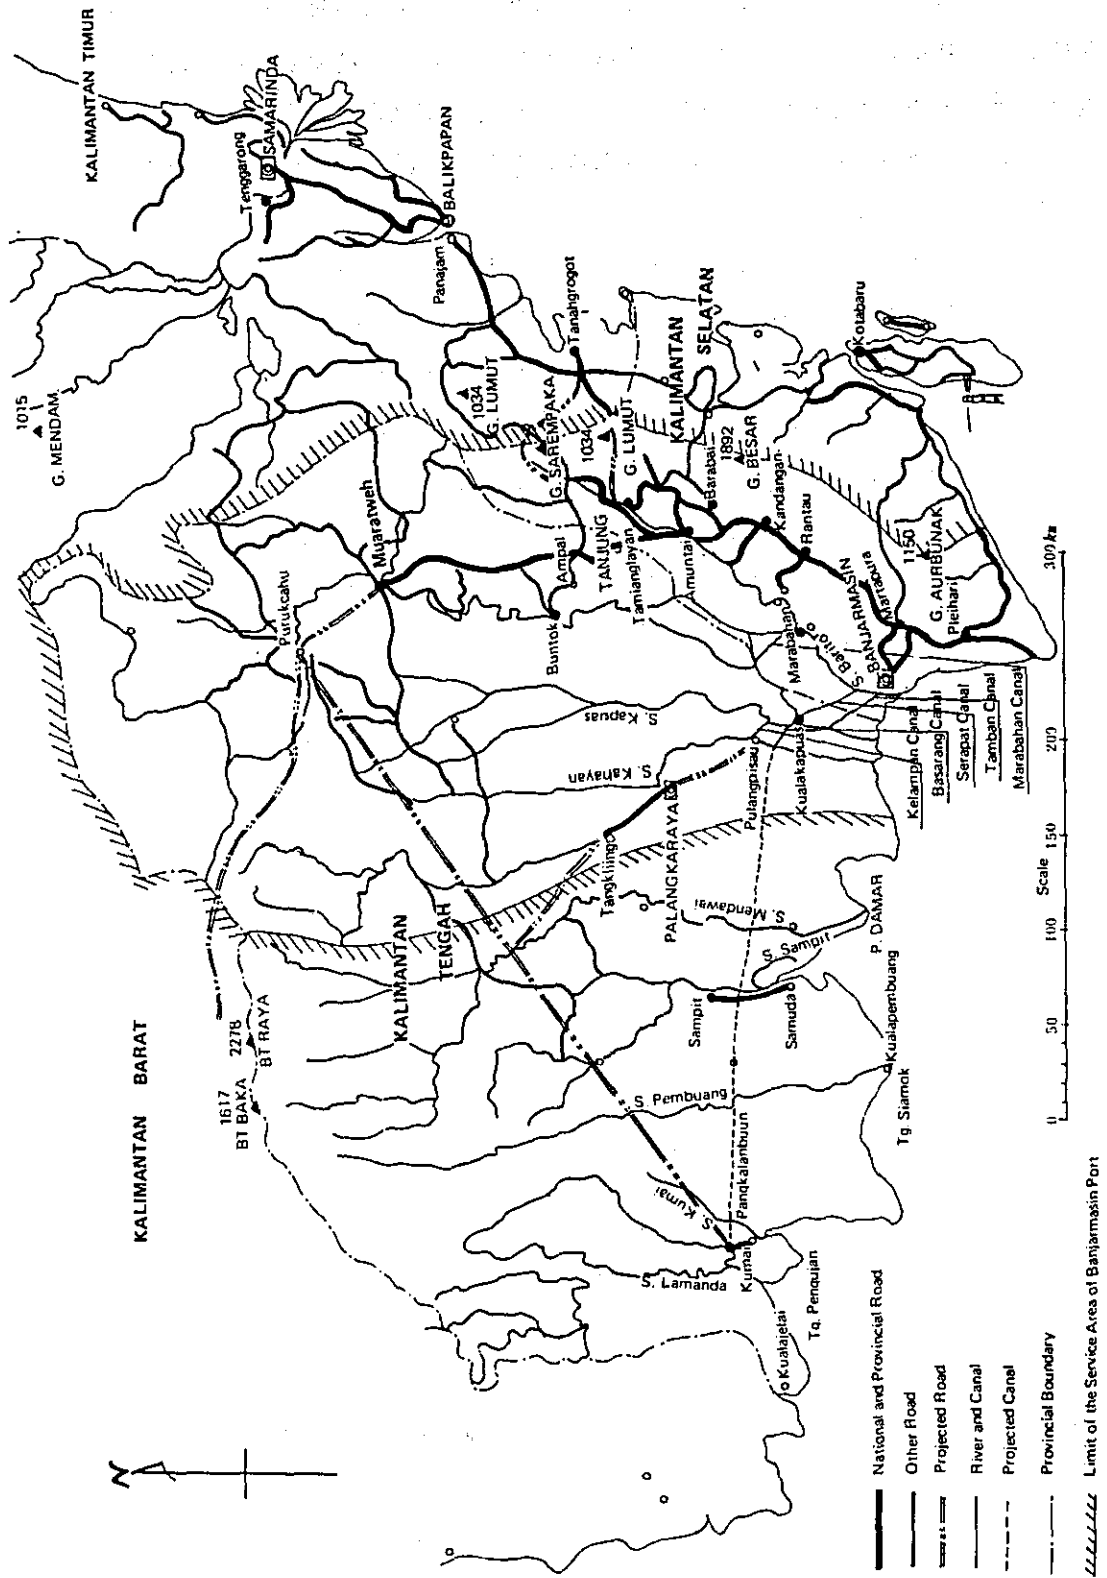 KALIMANTAN BARAT
KALIMANTAN TIMUR
1015
G. MENDAM.
Tenggarong
SAMARINDA
BALIKPAPAN
Panajam
1617
BT BAKA
2278
BT RAYA
Purukcahu
Muaratweh
1034
G. LUMUT
Tanahgrogot
G. SAREMPAKA
1034
G. LUMUT
KALIMANTAN
SELATAN
KALIMANTAN
TENGAH
Buntok
Ampal
TANJUNG
Tamianglayan
Amuntai
Barabai
1892
G. BESAR
Kandangan
Rantau
Kotabaru
S. Kapuas
S. Kahayan
Tangkiling
PALANGKARAYA
Pulangpisau
Kualakapuas
Marabahan
S. Barito
BANJARMASIN
Martapura
1150
G. AURBUNAK
Pleihari
S. Mendawai
S. Sampit
Sampit
Samuda
P. DAMAR
Kualapembuang
Tg. Siamok
S. Pembuang
S. Kumai
Pangkalanbuun
Kumai
S. Lamanda
Tg. Pengujan
Kualajelai
Kelampan Canal
Basarang Canal
Serapat Canal
Tamban Canal
Marabahan Canal
N
National and Provincial Road
Other Road
Projected Road
River and Canal
Projected Canal
Provincial Boundary
Limit of the Service Area of Banjarmasin Port
Scale
0 50 100 150 200 300 km